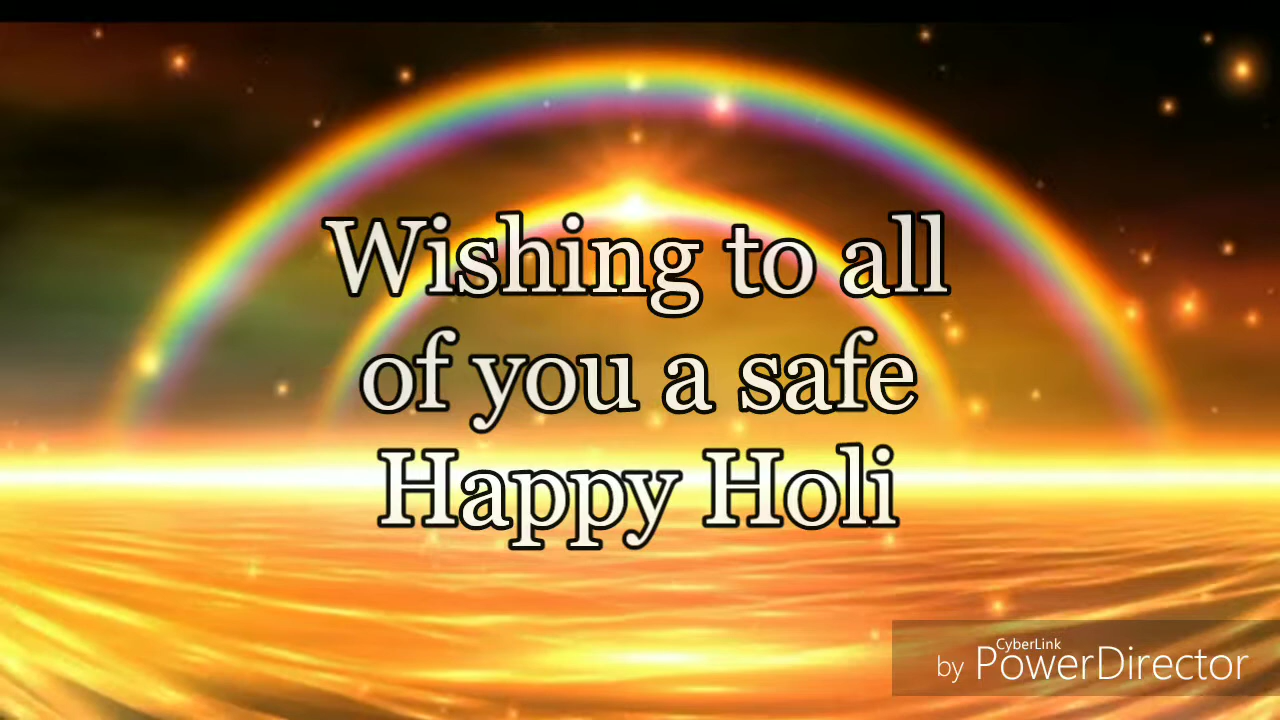 Wishing to all
of you a safe
Happy Holi
CyberLink
by PowerDirector